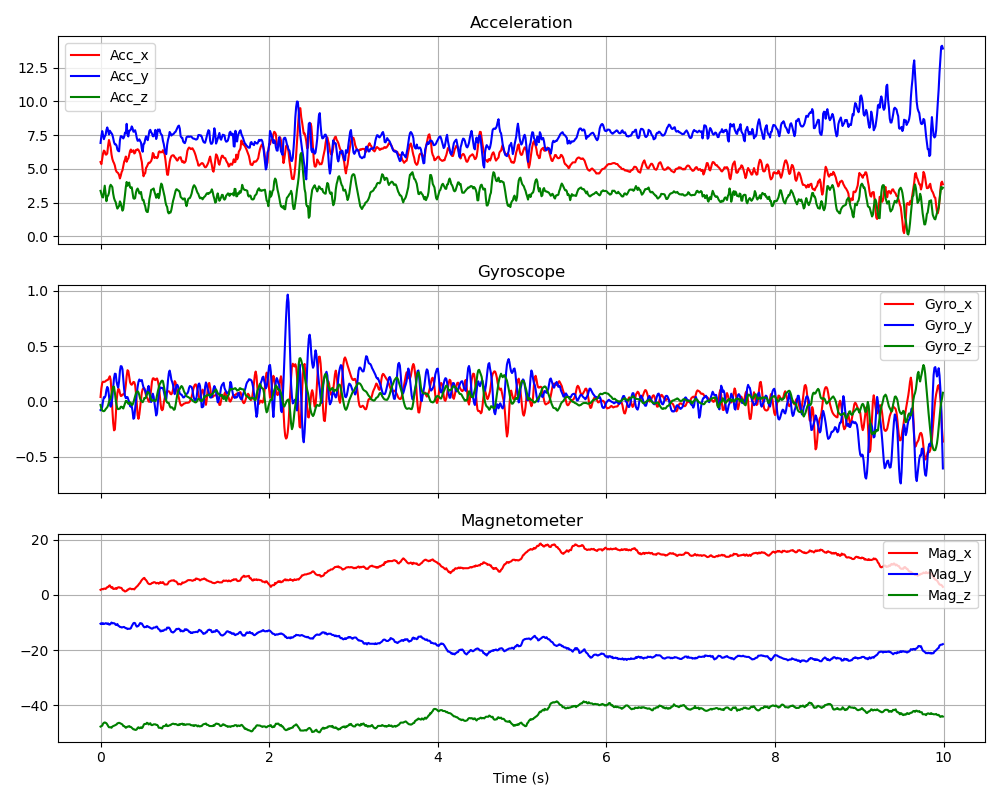 Acceleration
12.5
10.0
7.5
5.0
2.5
0.0
Acc_x
Acc_y
Acc_z
Gyroscope
1.0
0.5
0.0
−0.5
Gyro_x
Gyro_y
Gyro_z
Magnetometer
20
0
−20
−40
Mag_x
Mag_y
Mag_z
0 2 4 6 8 10
Time (s)